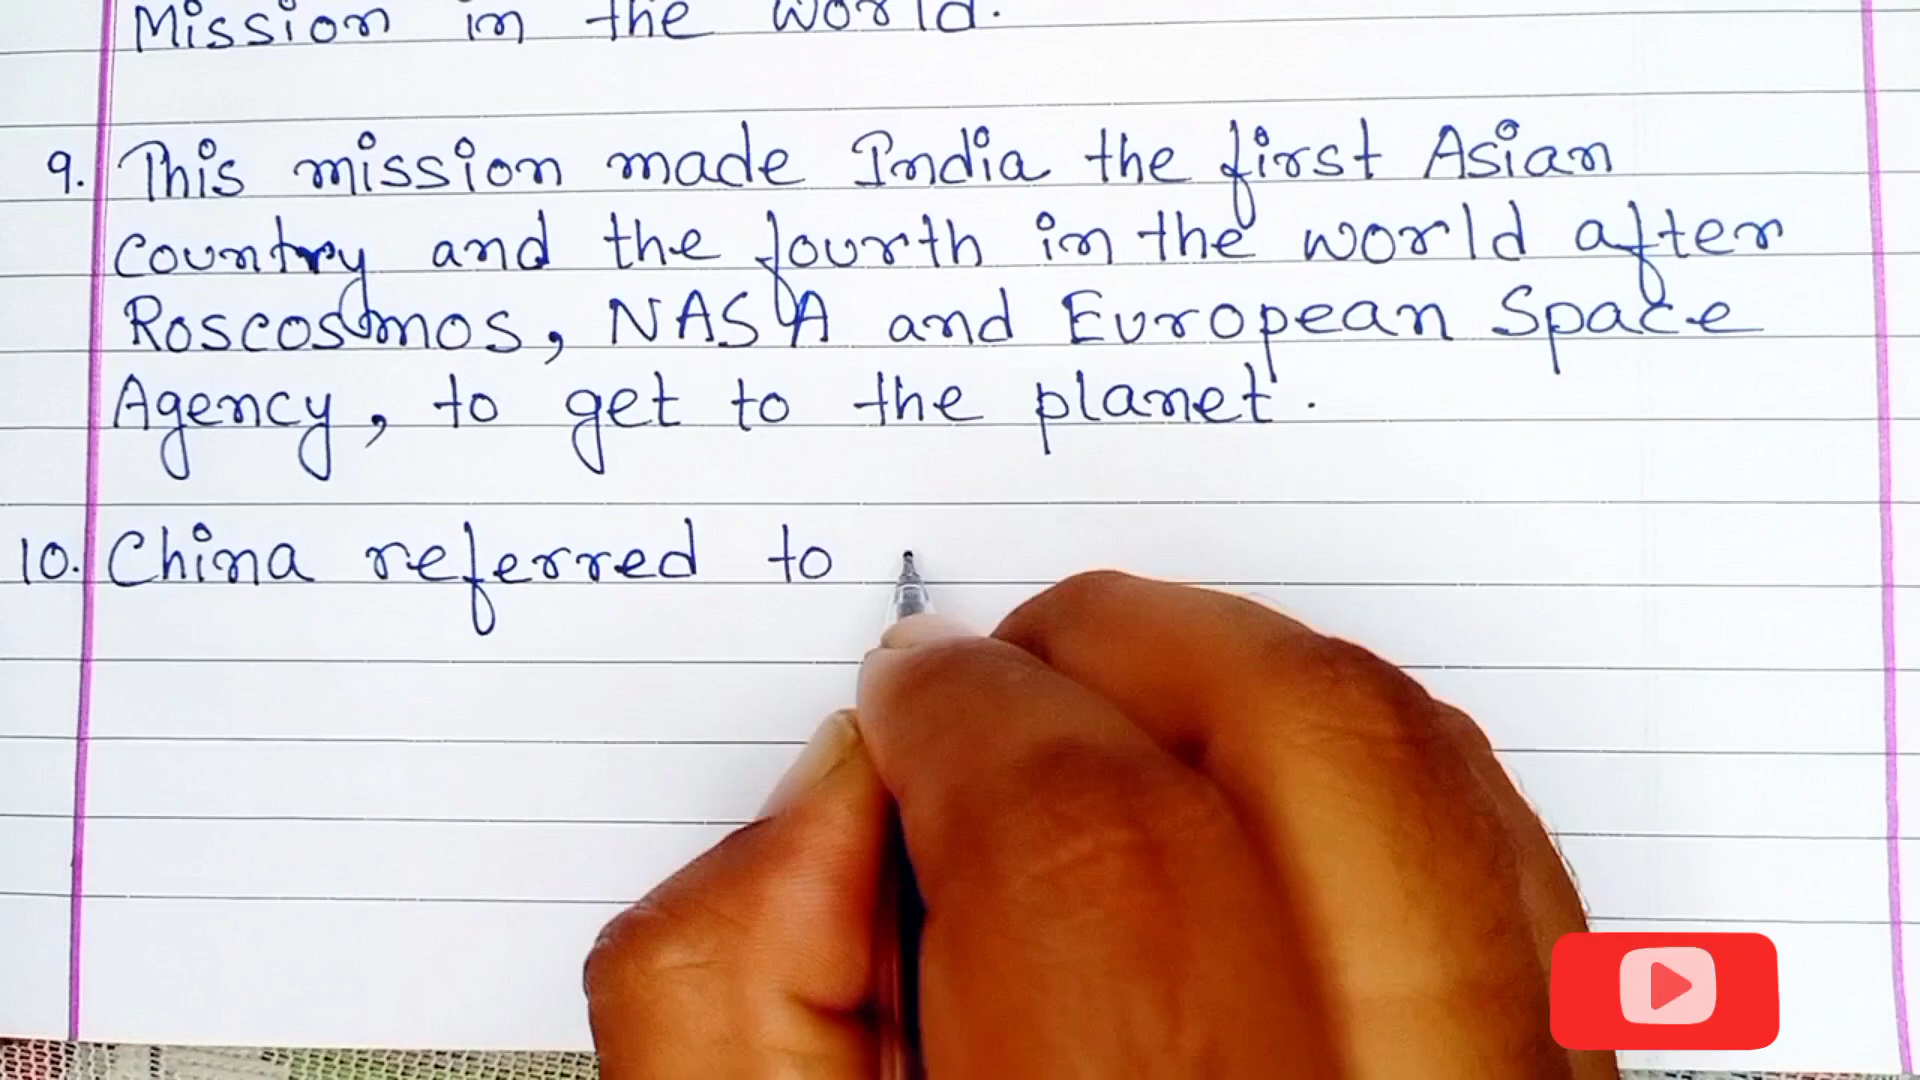 Mission in the world.
9. This mission made India the first Asian
country and the fourth in the world after
Roscosmos, NASA and European Space
Agency, to get to the planet.
10. China referred to